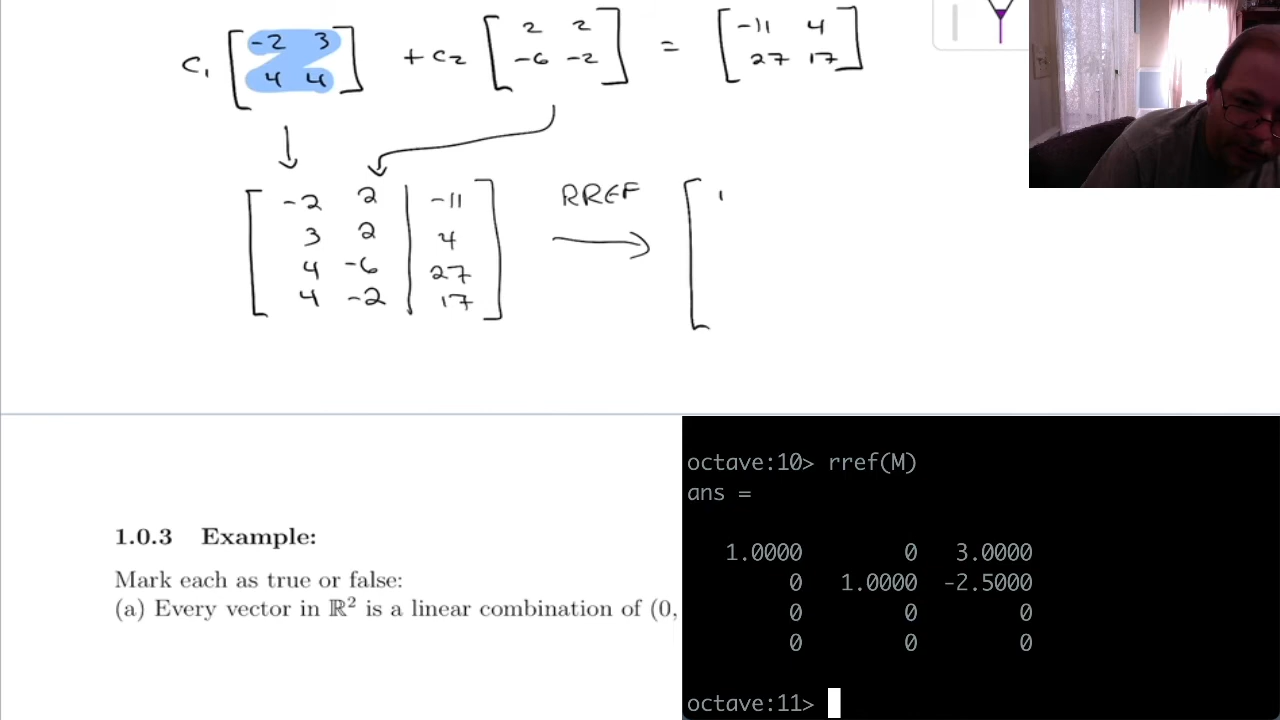 c₁ [ -2 3 + c₂ [ 2 2 = [ -11 4
4 4 ] -6 -2 ] 27 17 ]
[ -2 2 | -11 ] RREF [ 1
3 2 | 4
4 -6 | 27
4 -2 | 17
1.0.3 Example:
Mark each as true or false:
(a) Every vector in ℝ² is a linear combination of (0,
octave:10> rref(M)
ans =
1.0000 0 3.0000
0 1.0000 -2.5000
0 0 0
0 0 0
octave:11>